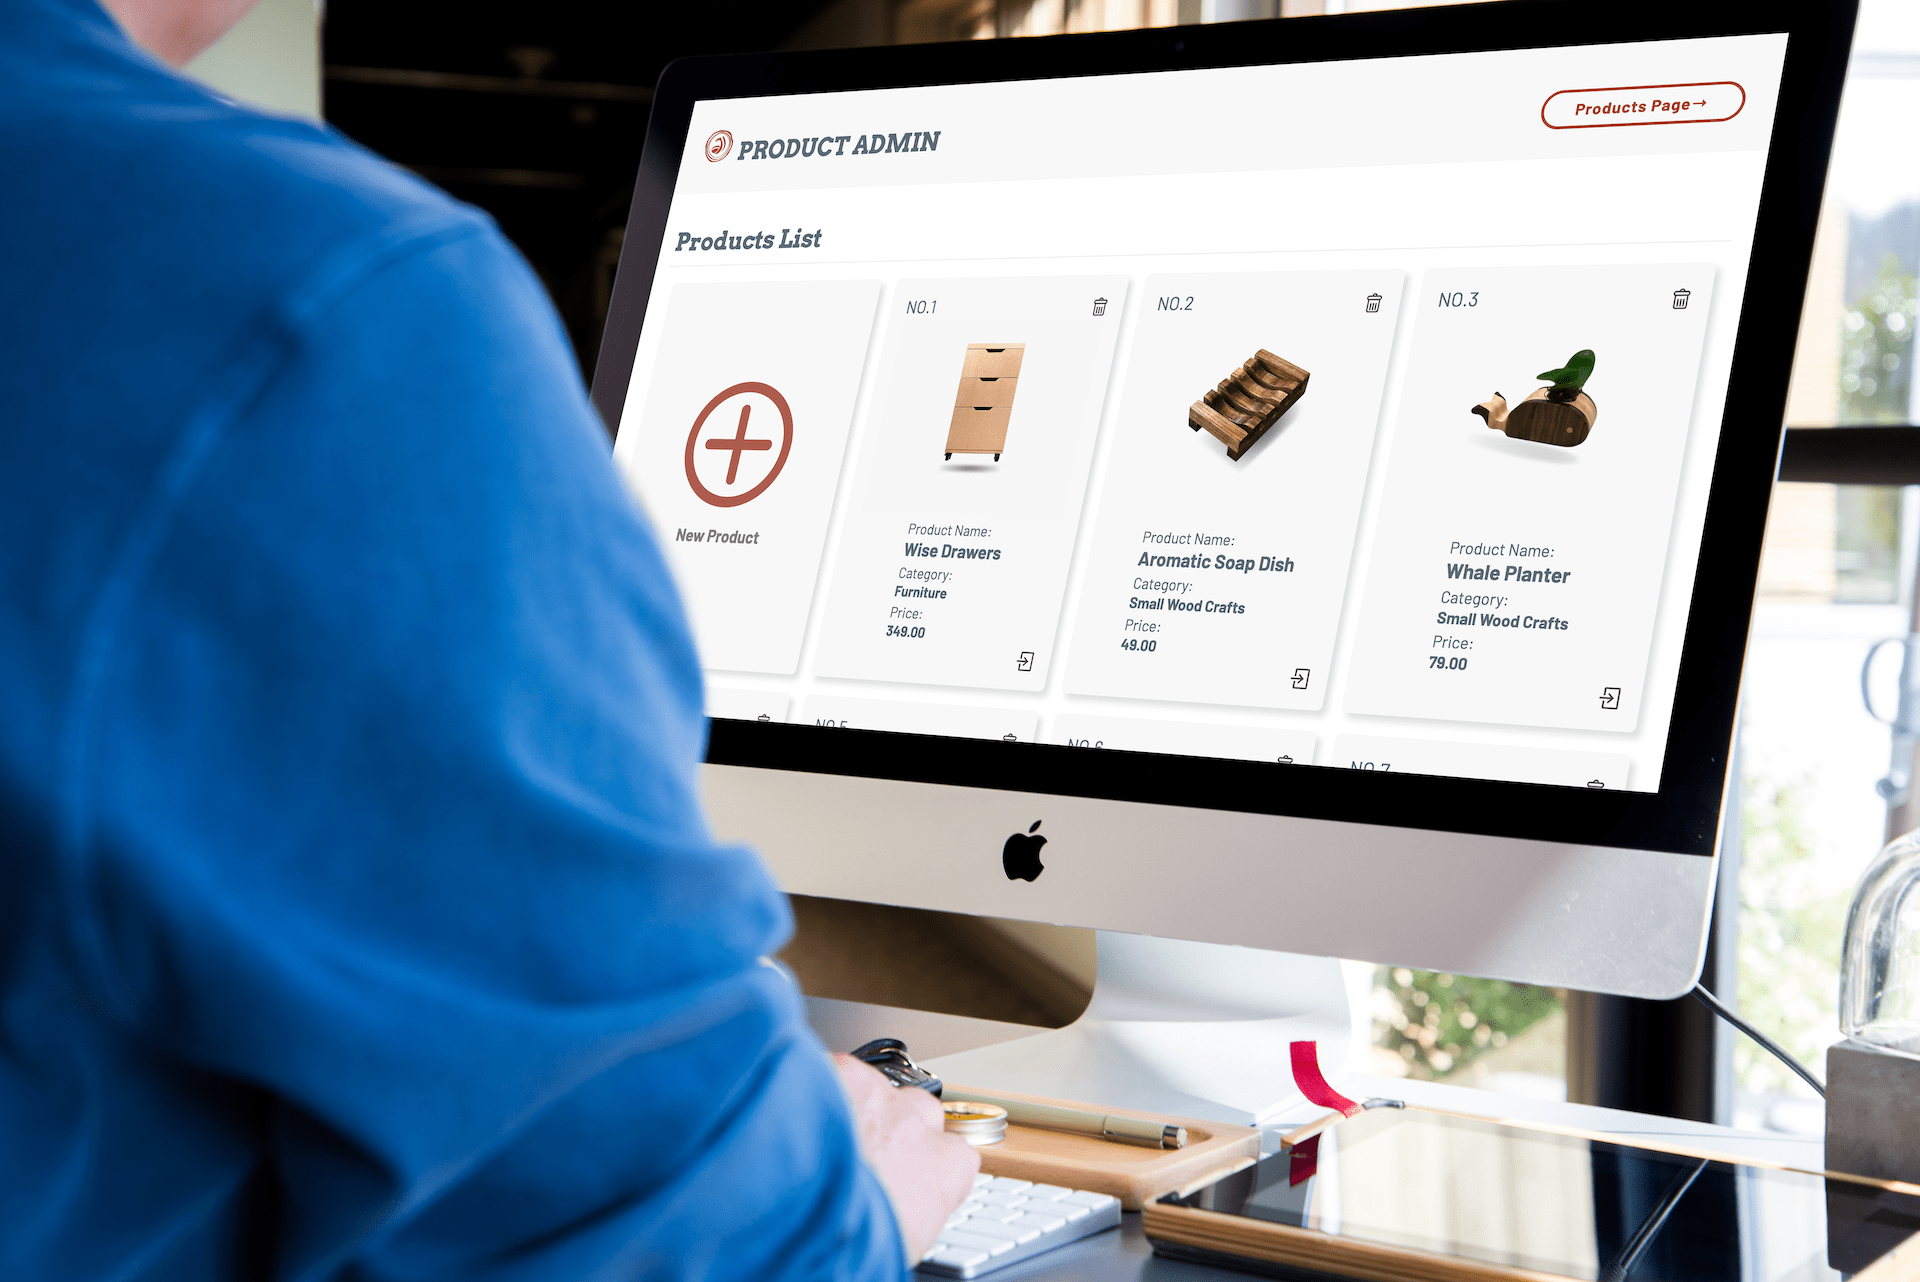 PRODUCT ADMIN
Products Page→
Products List
New Product
NO.1
Product Name:
Wise Drawers
Category:
Furniture
Price:
349.00
NO.2
Product Name:
Aromatic Soap Dish
Category:
Small Wood Crafts
Price:
49.00
NO.3
Product Name:
Whale Planter
Category:
Small Wood Crafts
Price:
79.00
NO.5
NO.6
NO.7